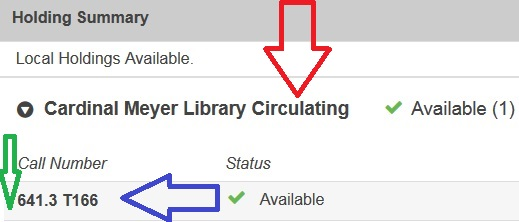 Holding Summary
Local Holdings Available.
Cardinal Meyer Library Circulating Available (1)
Call Number Status
641.3 T166 Available